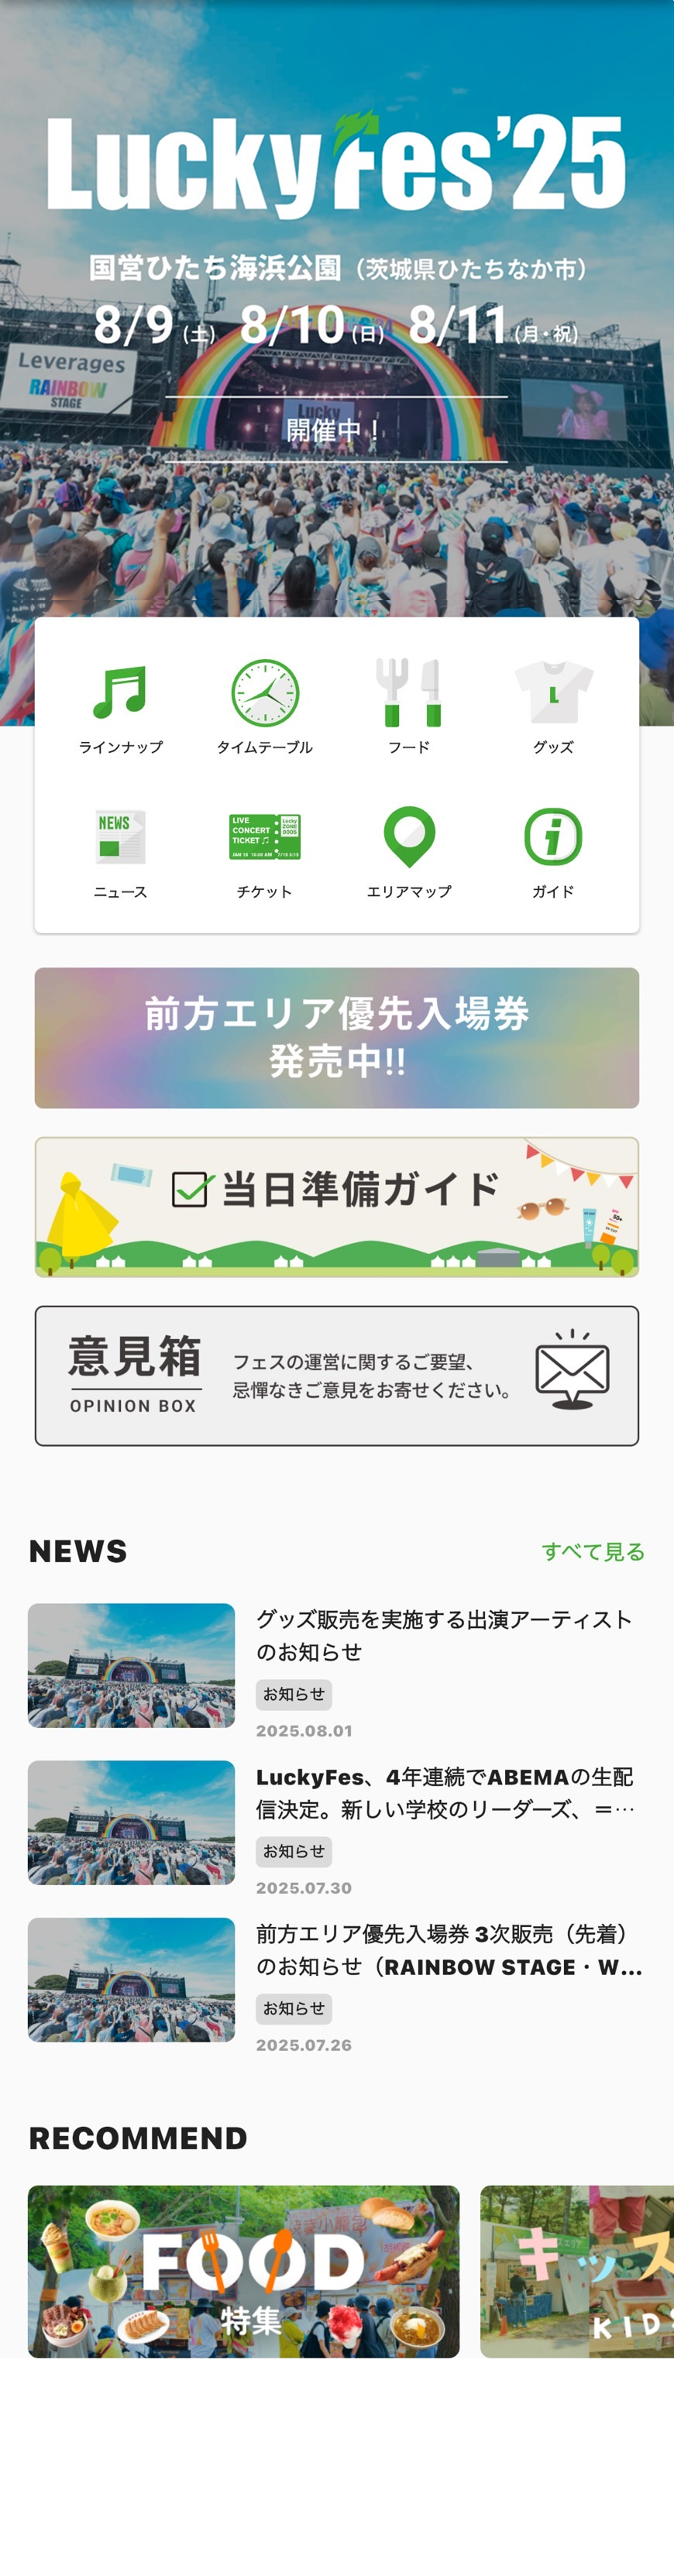 LuckyFes'25
国営ひたち海浜公園（茨城県ひたちなか市）
8/9(土) 8/10(日) 8/11(月・祝)
Leverages
RAINBOW
STAGE
Lucky
開催中！
L
ラインナップ タイムテーブル フード グッズ
NEWS
LIVE
CONCERT
TICKET
Lucky
ZONE
0005
ニュース チケット エリアマップ ガイド
前方エリア優先入場券
発売中!!
当日準備ガイド
50+
意見箱
OPINION BOX
フェスの運営に関するご要望、
忌憚なきご意見をお寄せください。
NEWS
すべて見る
グッズ販売を実施する出演アーティスト
のお知らせ
お知らせ
2025.08.01
LuckyFes、4年連続でABEMAの生配
信決定。新しい学校のリーダーズ、＝…
お知らせ
2025.07.30
前方エリア優先入場券 3次販売（先着）
のお知らせ（RAINBOW STAGE・W...
お知らせ
2025.07.26
RECOMMEND
FOOD
特集
キッズ
KIDS